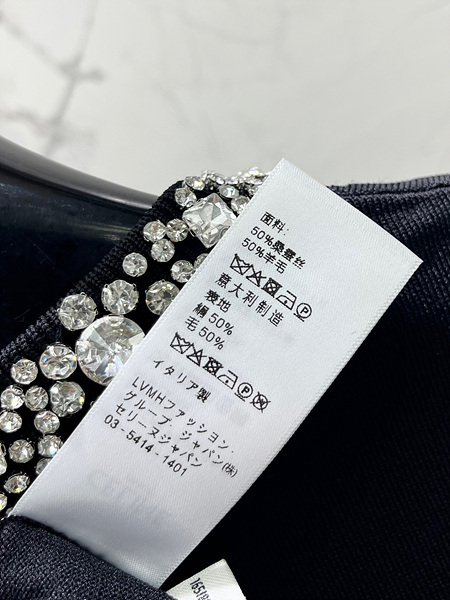 面料:
50%桑蚕丝
50%羊毛
意大利制造
表地
絹 50%
毛 50%
イタリア製
LVMHファッション・
グループ・ジャパン(株)
セリーヌジャパン
03 - 5414 - 1401
CELINE